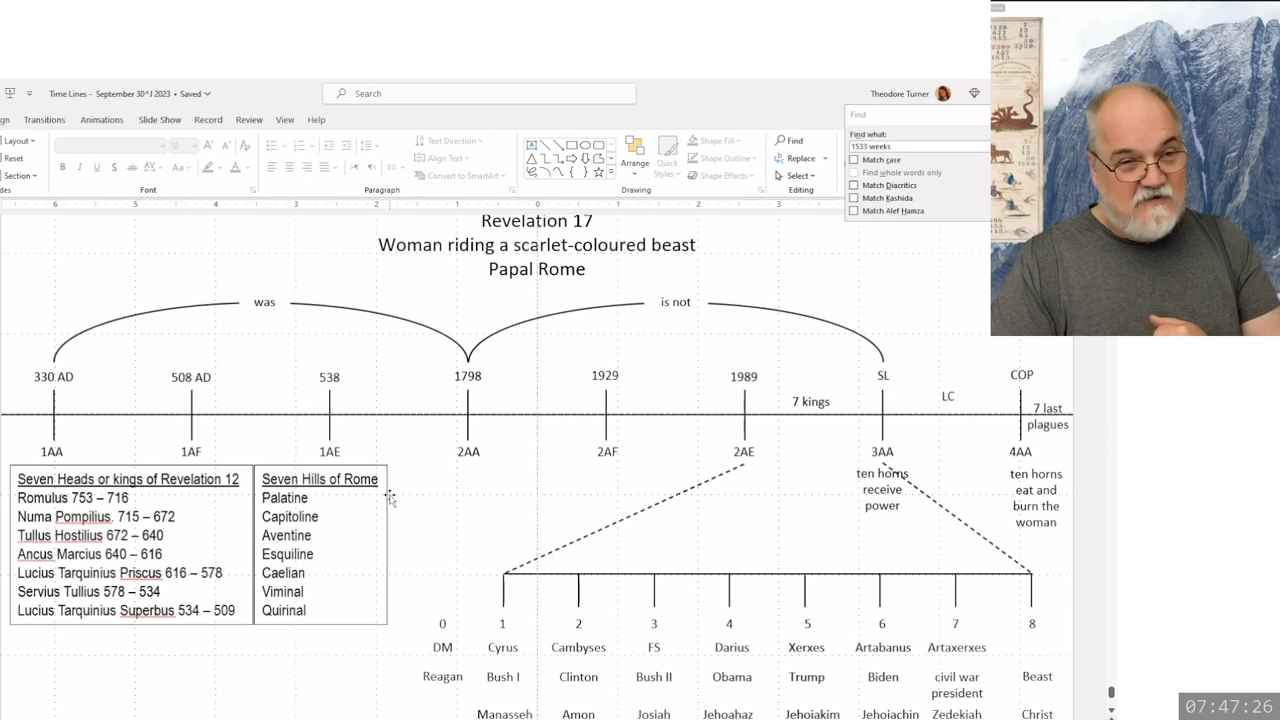 Time Lines - September 30^J 2023 • Saved
Search
Theodore Turner
gn Transitions Animations Slide Show Record Review View Help
Layout
Reset
Section
12
Text Direction
Align Text
Convert to SmartArt
Arrange
Quick
Styles
Shape Fill
Shape Outline
Shape Effects
Find
Replace
Select
des
Font
Paragraph
Drawing
Editing
Find
Find what:
1533 weeks
Match case
Find whole words only
Match Diacritics
Match Kashida
Match Alef Hamza
Revelation 17
Woman riding a scarlet-coloured beast
Papal Rome
was
is not
330 AD 508 AD 538 1798 1929 1989 SL COP
7 kings
LC
7 last
plagues
1AA 1AF 1AE 2AA 2AF 2AE 3AA 4AA
ten horns
receive
power
ten horns
eat and
burn the
woman
Seven Heads or kings of Revelation 12
Romulus 753 – 716
Numa Pompilius, 715 – 672
Tullus Hostilius 672 – 640
Ancus Marcius 640 – 616
Lucius Tarquinius Priscus 616 – 578
Servius Tullius 578 – 534
Lucius Tarquinius Superbus 534 – 509
Seven Hills of Rome
Palatine
Capitoline
Aventine
Esquiline
Caelian
Viminal
Quirinal
0 1 2 3 4 5 6 7 8
DM Cyrus Cambyses FS Darius Xerxes Artabanus Artaxerxes
Reagan Bush I Clinton Bush II Obama Trump Biden civil war Beast
president
Manasseh Amon Josiah Jehoahaz Jehoiakim Jehoiachin Zedekiah Christ
07:47:26